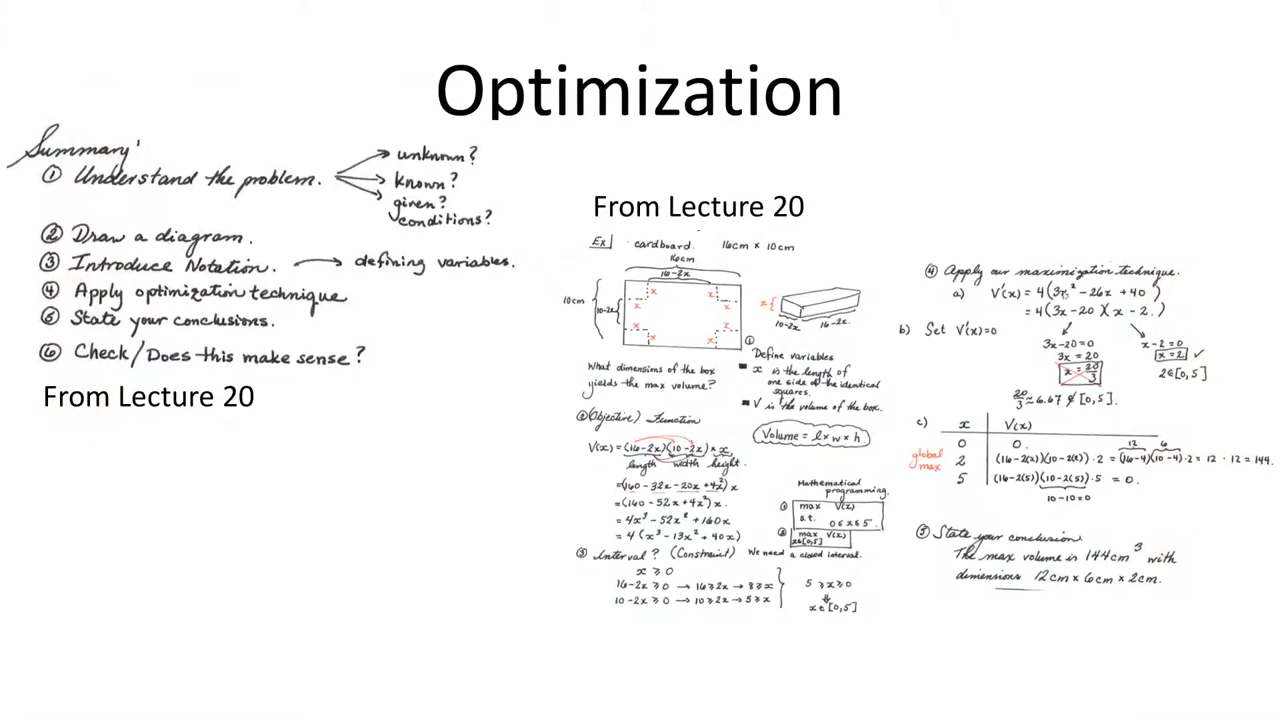 Optimization
Summary:
① Understand the problem.
unknown?
known?
given?
conditions?
② Draw a diagram.
③ Introduce Notation. → defining variables.
④ Apply optimization technique
⑤ State your conclusions.
⑥ Check/Does this make sense?
From Lecture 20
From Lecture 20
Ex cardboard. 16cm × 10cm
16cm
16-2x
10cm
10-2x
x x
x x
x x
x x
x
10-2x 16-2x.
What dimensions of the box
yields the max volume?
① Define variables
x is the length of
one side of the identical
squares.
V is the volume of the box.
Volume = l × w × h.
② (Objective) Function
V(x) = (16-2x)(10-2x) × x
length width height.
= (160 - 32x - 20x + 4x²) x
= (160 - 52x + 4x²) x.
= 4x³ - 52x² + 160x
= 4 (x³ - 13x² + 40x)
Mathematical
programming.
① max V(x)
s.t. 0 ≤ x ≤ 5.
② max V(x)
x∈[0,5]
③ Interval? (Constraint) We need a closed interval.
x ≥ 0
16-2x ≥ 0 → 16 ≥ 2x → 8 ≥ x
10-2x ≥ 0 → 10 ≥ 2x → 5 ≥ x
5 ≥ x ≥ 0
⇓
x ∈ [0,5]
④ Apply our maximization technique.
a) V'(x) = 4(3x² - 26x + 40)
= 4(3x - 20)(x - 2.)
b) Set V'(x)=0
3x-20=0
3x = 20
x = 20/3
20/3 ≈ 6.67 ∉ [0,5].
x-2=0
x=2 ✓
2∈[0,5]
c) x V(x)
0 0.
12 6
global max 2 (16-2(2))(10-2(2)) · 2 = (16-4)(10-4) · 2 = 12 · 12 = 144.
5 (16-2(5))(10-2(5)) · 5 = 0.
10-10=0
⑤ State your conclusion
The max volume is 144cm³ with
dimensions 12cm × 6cm × 2cm.